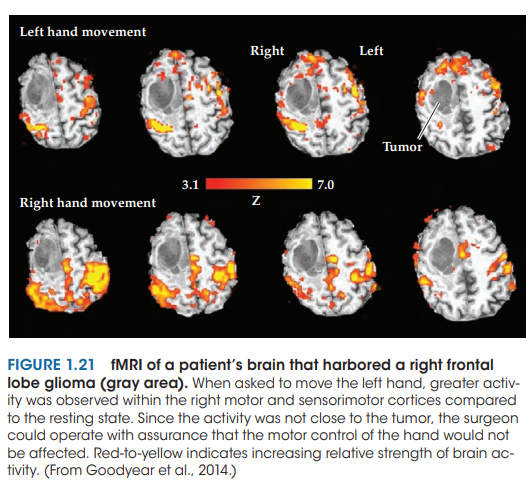 Left hand movement
Right Left
Tumor
3.1 7.0
Z
Right hand movement
FIGURE 1.21 fMRI of a patient’s brain that harbored a right frontal
lobe glioma (gray area). When asked to move the left hand, greater activ-
ity was observed within the right motor and sensorimotor cortices compared
to the resting state. Since the activity was not close to the tumor, the surgeon
could operate with assurance that the motor control of the hand would not
be affected. Red-to-yellow indicates increasing relative strength of brain ac-
tivity. (From Goodyear et al., 2014.)